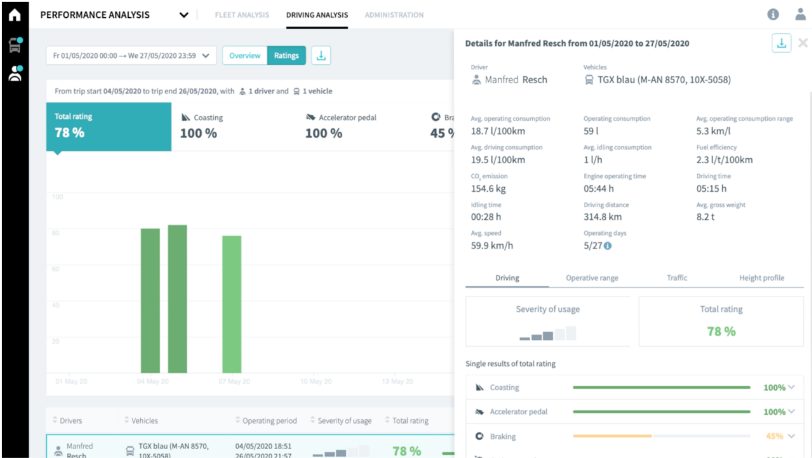 PERFORMANCE ANALYSIS
FLEET ANALYSIS
DRIVING ANALYSIS
ADMINISTRATION
Fr 01/05/2020 00:00 → We 27/05/2020 23:59
Overview
Ratings
From trip start 04/05/2020 to trip end 26/05/2020, with 1 driver and 1 vehicle
Total rating
78 %
Coasting
100 %
Accelerator pedal
100 %
45 %
100
80
60
40
20
01 May 20
04 May 20
07 May 20
10 May 20
13 May 20
Drivers
Vehicles
Operating period
Severity of usage
Total rating
Manfred
Resch
TGX blau (M-AN 8570,
10X-5058)
04/05/2020 18:51
26/05/2020 21:57
78 %
Details for Manfred Resch from 01/05/2020 to 27/05/2020
Driver
Manfred Resch
Vehicles
TGX blau (M-AN 8570, 10X-5058)
Avg. operating consumption
18.7 l/100km
Operating consumption
59 l
Avg. operating consumption range
5.3 km/l
Avg. driving consumption
19.5 l/100km
Avg. idling consumption
1 l/h
Fuel efficiency
2.3 l/t/100km
CO₂ emission
154.6 kg
Engine operating time
05:44 h
Driving time
05:15 h
Idling time
00:28 h
Driving distance
314.8 km
Avg. gross weight
8.2 t
Avg. speed
59.9 km/h
Operating days
5/27
Driving
Operative range
Traffic
Height profile
Severity of usage
Total rating
78 %
Single results of total rating
Coasting
100%
Accelerator pedal
100%
Braking
45%